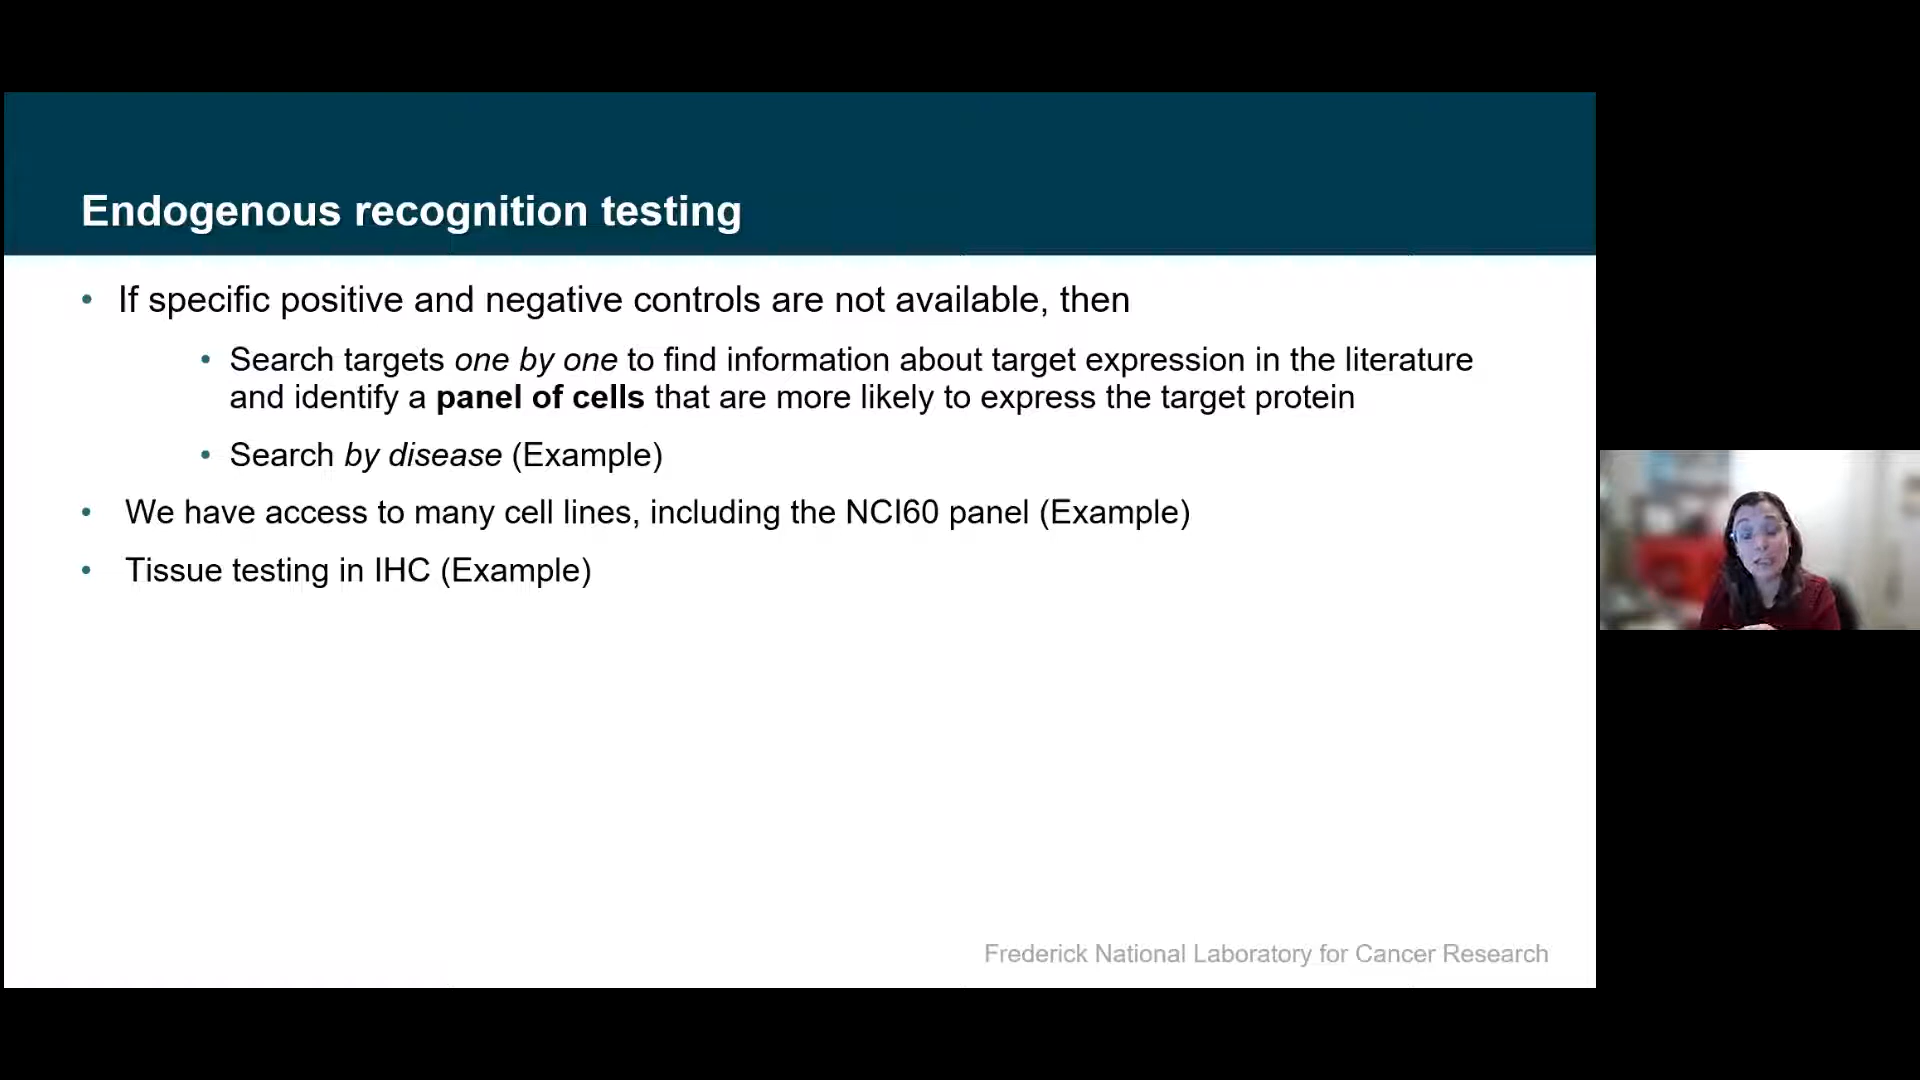 Endogenous recognition testing
• If specific positive and negative controls are not available, then
• Search targets one by one to find information about target expression in the literature
and identify a panel of cells that are more likely to express the target protein
• Search by disease (Example)
• We have access to many cell lines, including the NCI60 panel (Example)
• Tissue testing in IHC (Example)
Frederick National Laboratory for Cancer Research